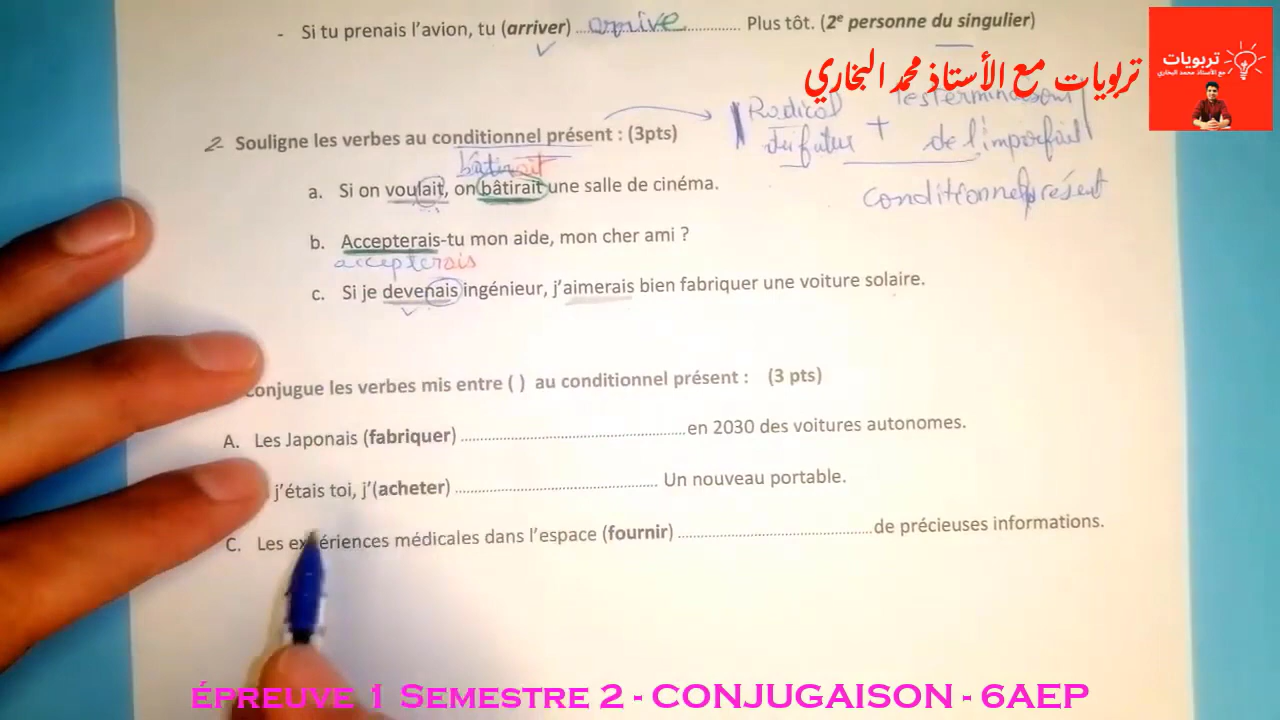 - Si tu prenais l'avion, tu (arriver) ...arrive... Plus tôt. (2e personne du singulier)
تربويات
مع الأستاذ محمد البخاري
تربويات مع الأستاذ محمد البخاري
Radical + les terminaisons
du futur de l'imparfait
conditionnel présent
2- Souligne les verbes au conditionnel présent : (3pts)
bâtirait
a. Si on voulait, on bâtirait une salle de cinéma.
b. Accepterais-tu mon aide, mon cher ami ?
accepterais
c. Si je devenais ingénieur, j'aimerais bien fabriquer une voiture solaire.
Conjugue les verbes mis entre ( ) au conditionnel présent : (3 pts)
A. Les Japonais (fabriquer) ........................ en 2030 des voitures autonomes.
j'étais toi, j'(acheter) ........................ Un nouveau portable.
C. Les expériences médicales dans l'espace (fournir) ........................ de précieuses informations.
épreuve 1 Semestre 2 - CONJUGAISON - 6AEP